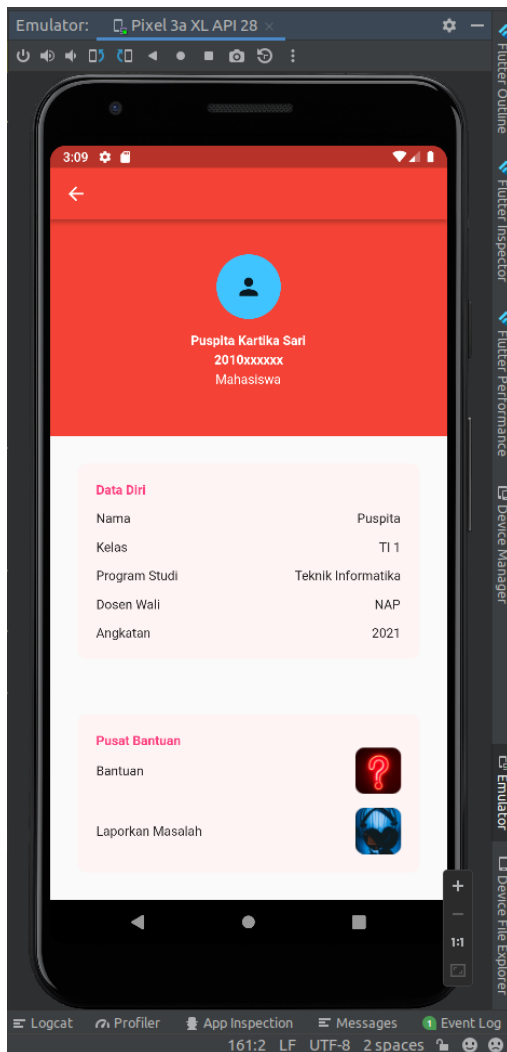 Emulator: Pixel 3a XL API 28
3:09
Puspita Kartika Sari
2010xxxxxx
Mahasiswa
Data Diri
Nama Puspita
Kelas TI 1
Program Studi Teknik Informatika
Dosen Wali NAP
Angkatan 2021
Pusat Bantuan
Bantuan
Laporkan Masalah
1:1
Flutter Outline
Flutter Inspector
Flutter Performance
Device Manager
Emulator
Device File Explorer
Logcat Profiler App Inspection Messages 1 Event Log
161:2 LF UTF-8 2 spaces